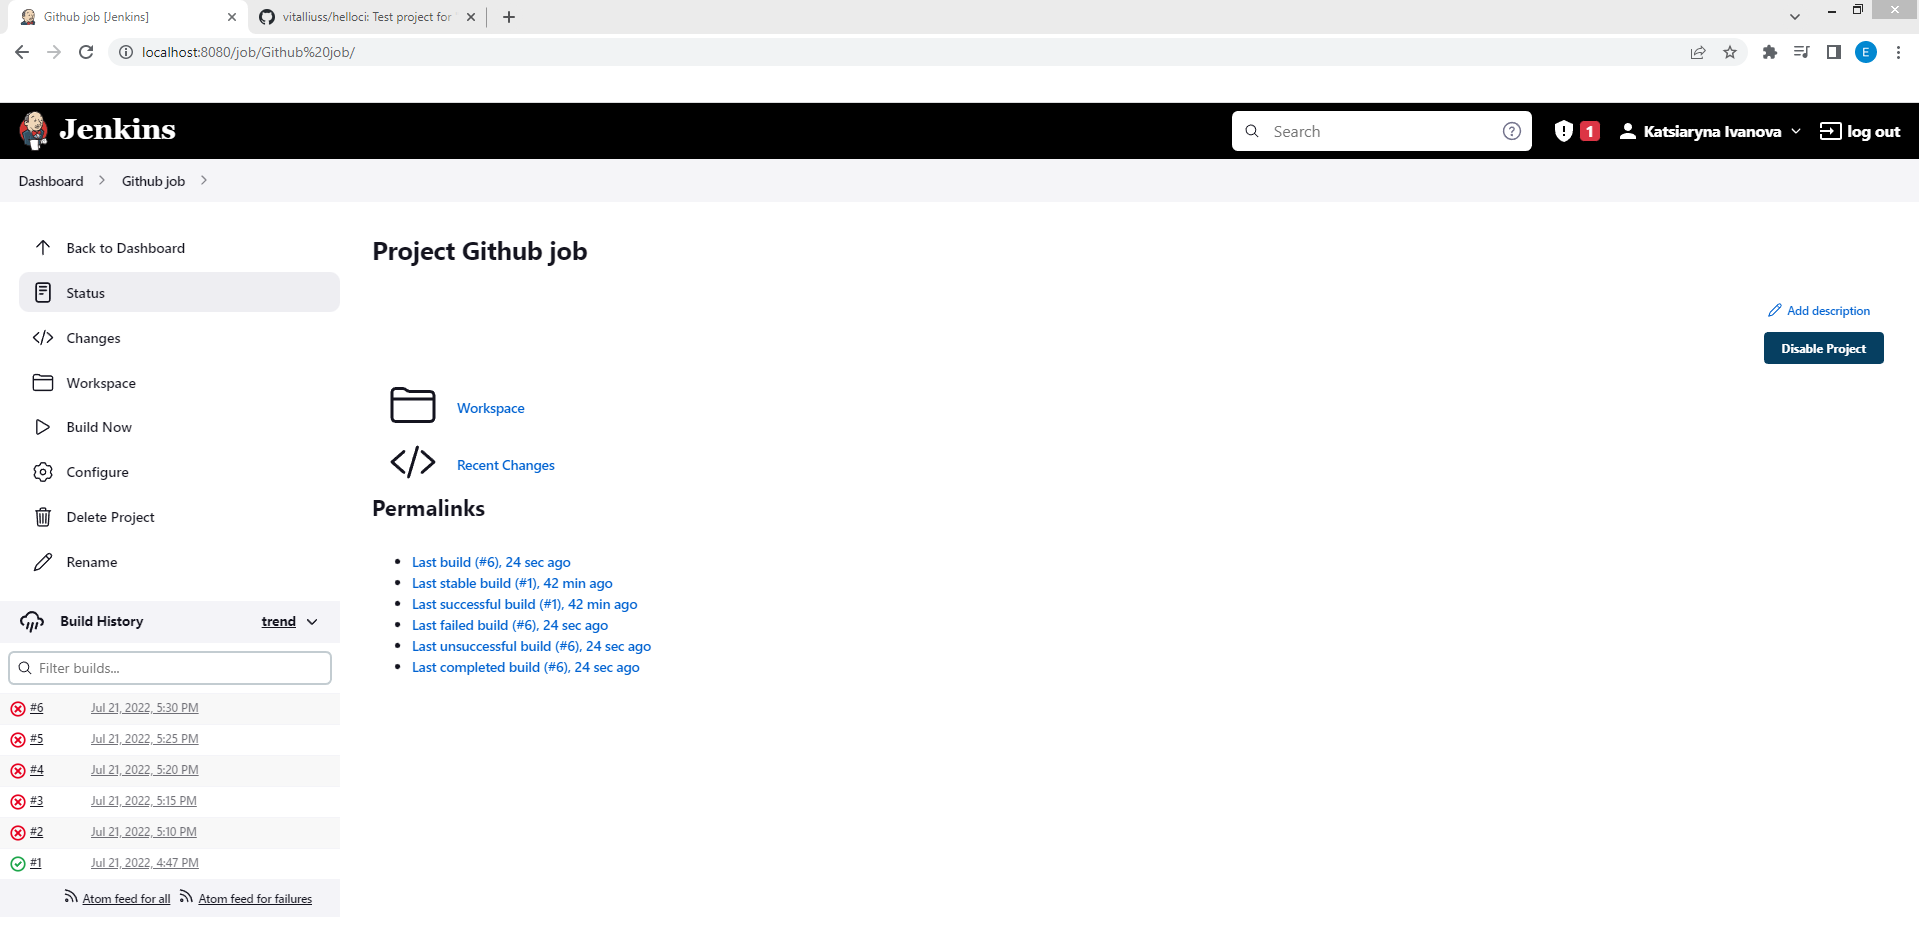 Github job [Jenkins]
vitalliuss/helloci: Test project for
localhost:8080/job/Github%20job/
E
Jenkins
Search
1
Katsiaryna Ivanova
log out
Dashboard
Github job
Back to Dashboard
Status
Changes
Workspace
Build Now
Configure
Delete Project
Rename
Build History
trend
Filter builds...
#6 Jul 21, 2022, 5:30 PM
#5 Jul 21, 2022, 5:25 PM
#4 Jul 21, 2022, 5:20 PM
#3 Jul 21, 2022, 5:15 PM
#2 Jul 21, 2022, 5:10 PM
#1 Jul 21, 2022, 4:47 PM
Atom feed for all Atom feed for failures
Project Github job
Add description
Disable Project
Workspace
Recent Changes
Permalinks
Last build (#6), 24 sec ago
Last stable build (#1), 42 min ago
Last successful build (#1), 42 min ago
Last failed build (#6), 24 sec ago
Last unsuccessful build (#6), 24 sec ago
Last completed build (#6), 24 sec ago